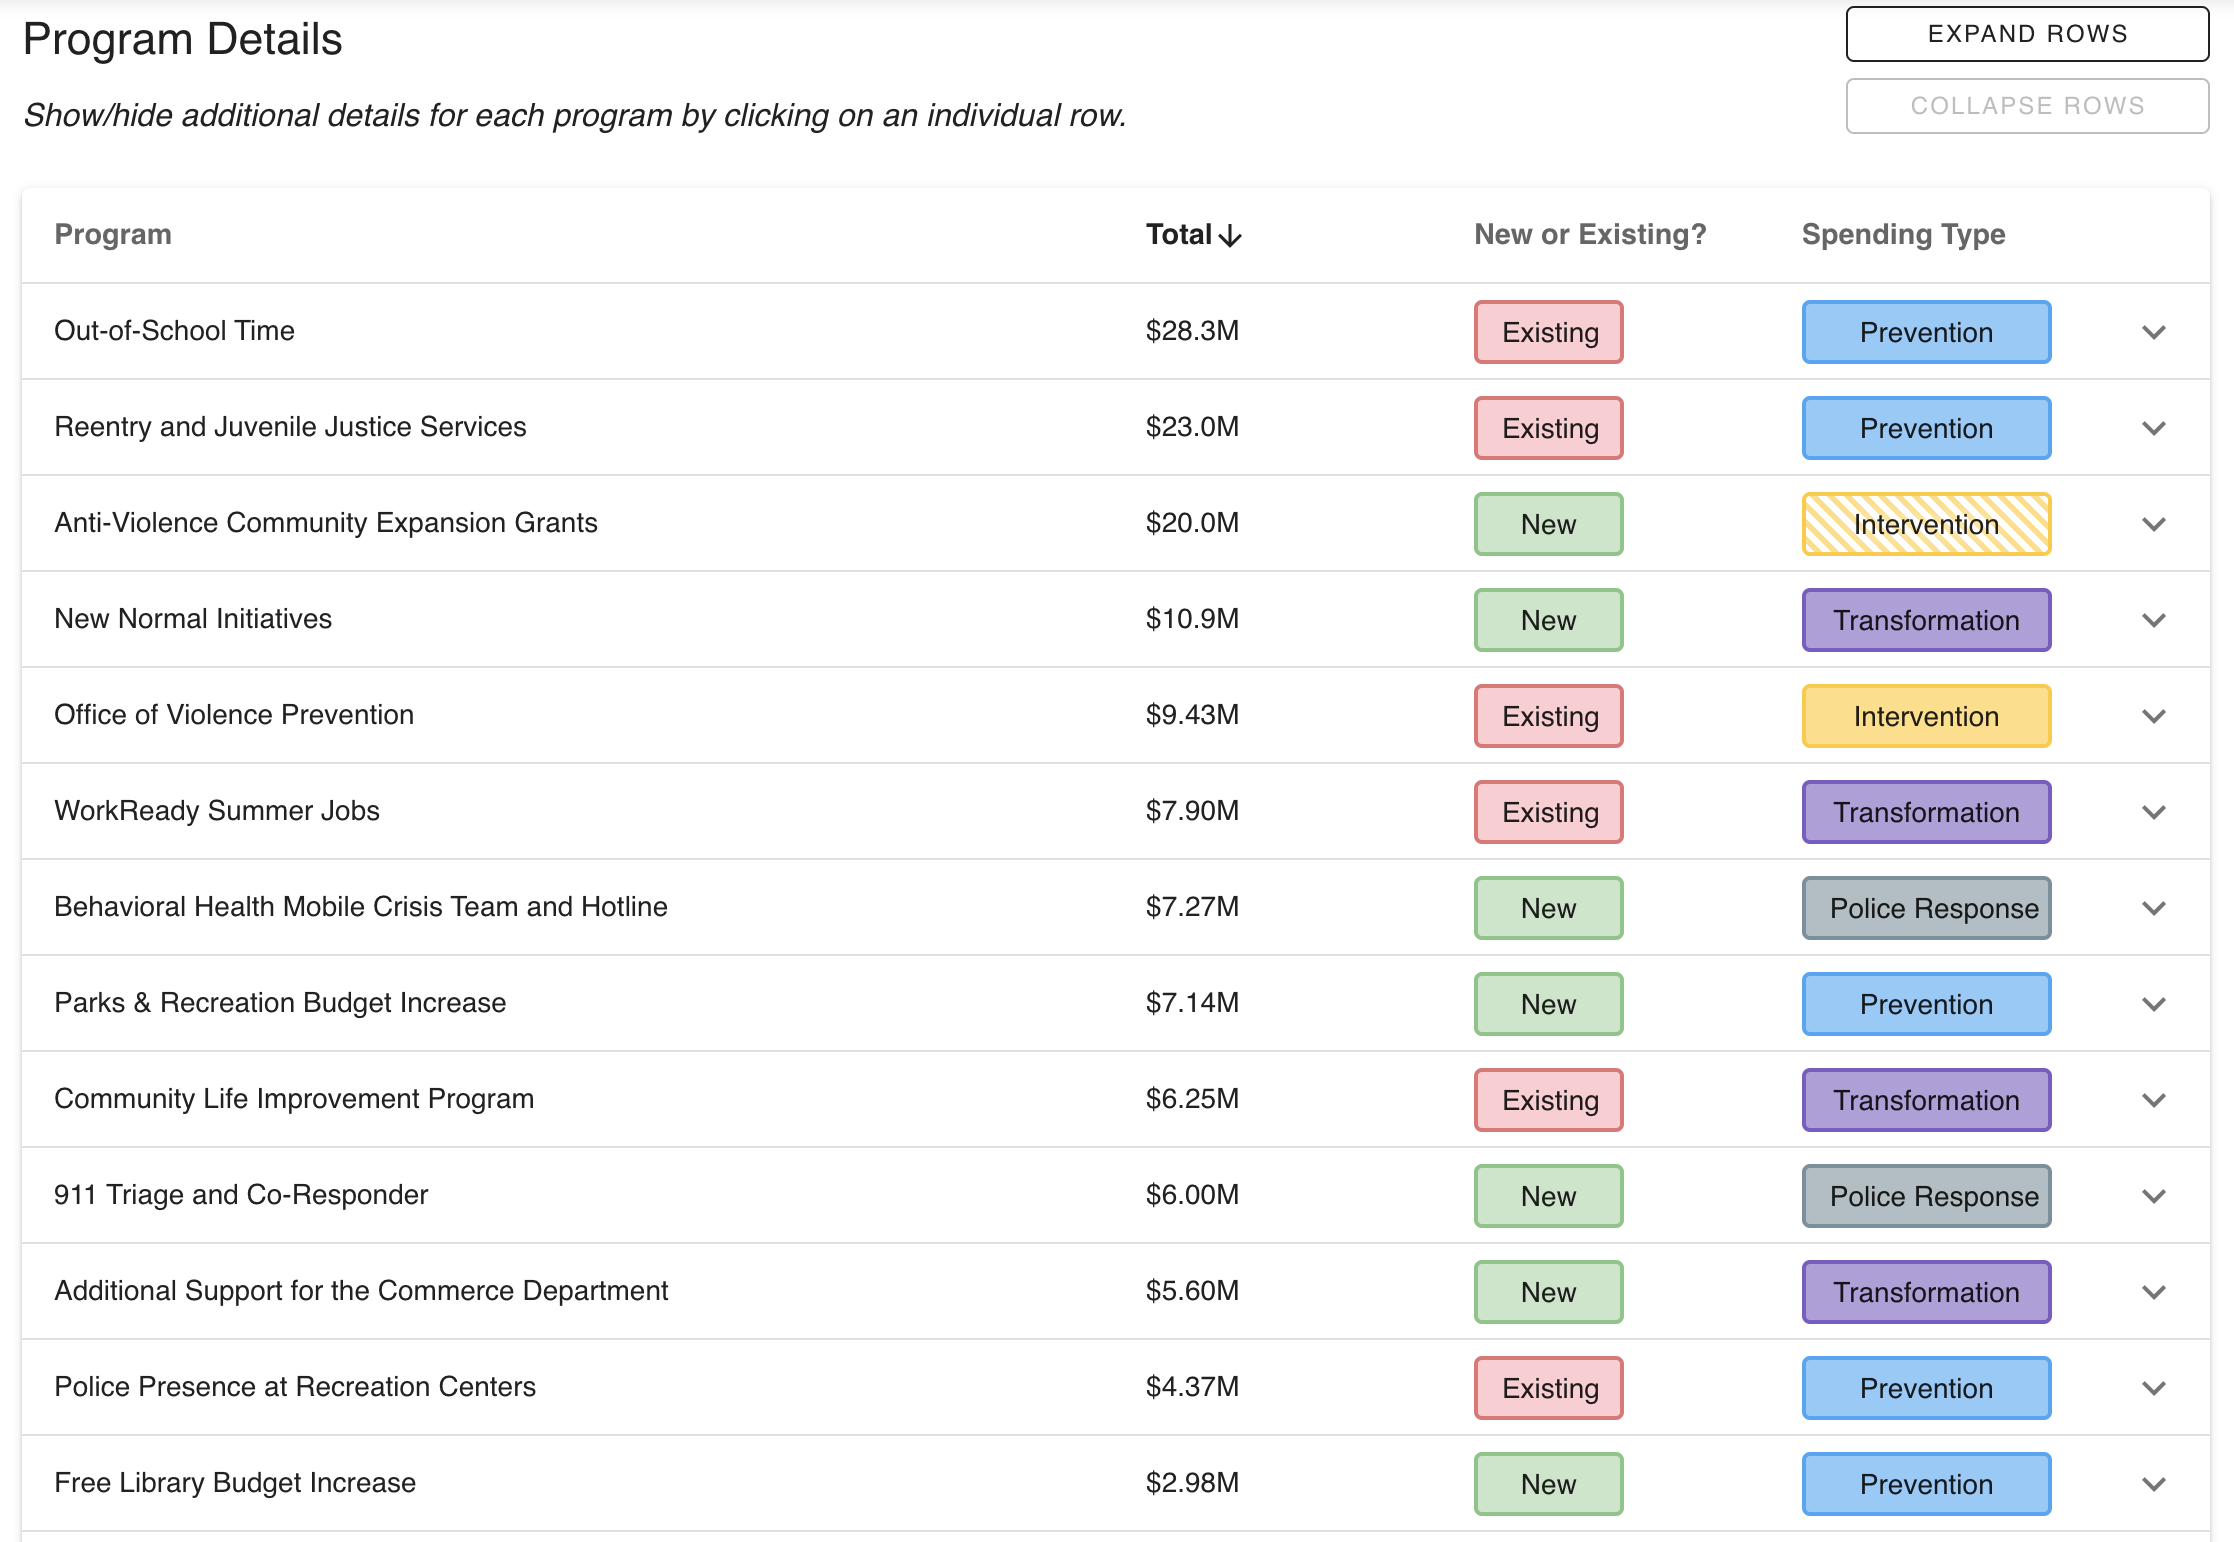 Program Details
EXPAND ROWS
COLLAPSE ROWS
Show/hide additional details for each program by clicking on an individual row.
Program Total New or Existing? Spending Type
Out-of-School Time $28.3M Existing Prevention
Reentry and Juvenile Justice Services $23.0M Existing Prevention
Anti-Violence Community Expansion Grants $20.0M New Intervention
New Normal Initiatives $10.9M New Transformation
Office of Violence Prevention $9.43M Existing Intervention
WorkReady Summer Jobs $7.90M Existing Transformation
Behavioral Health Mobile Crisis Team and Hotline $7.27M New Police Response
Parks & Recreation Budget Increase $7.14M New Prevention
Community Life Improvement Program $6.25M Existing Transformation
911 Triage and Co-Responder $6.00M New Police Response
Additional Support for the Commerce Department $5.60M New Transformation
Police Presence at Recreation Centers $4.37M Existing Prevention
Free Library Budget Increase $2.98M New Prevention